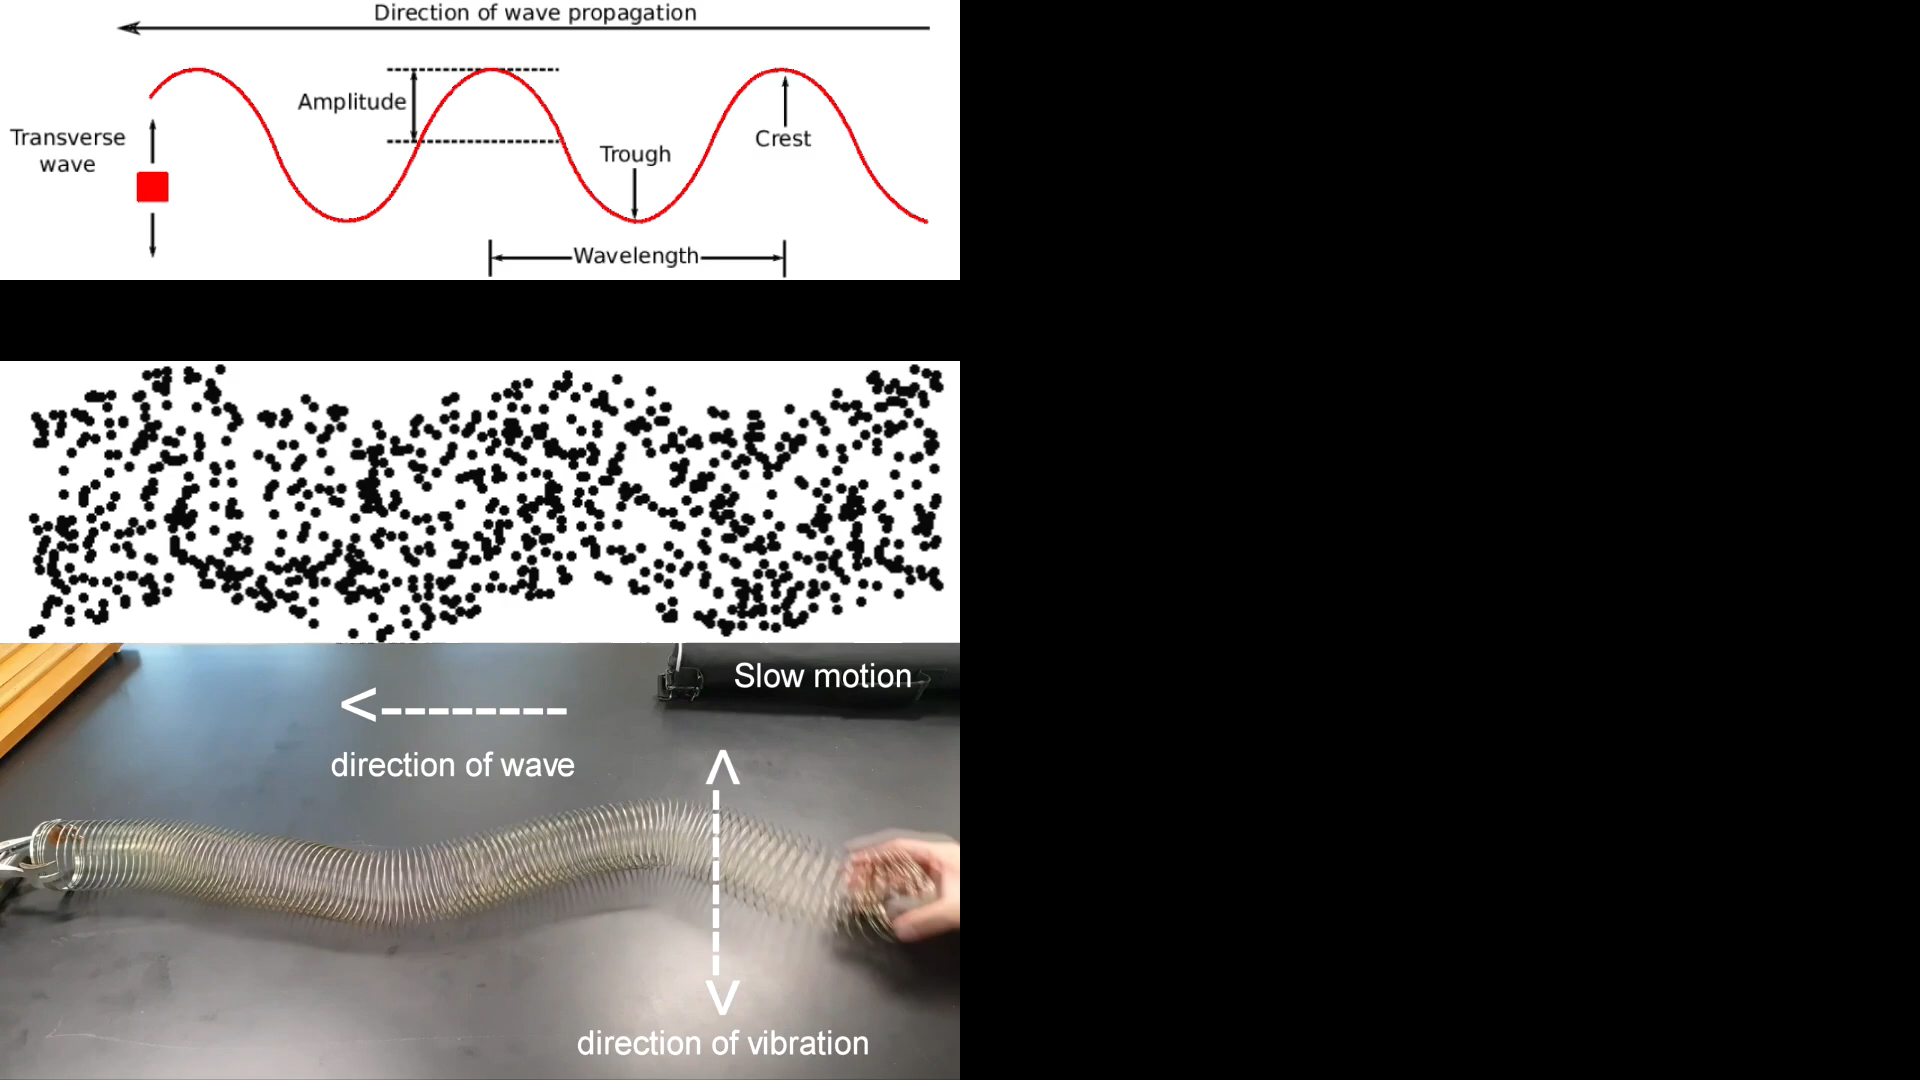 Direction of wave propagation
Amplitude
Transverse
wave
Crest
Trough
Wavelength
Slow motion
<--------
direction of wave
direction of vibration